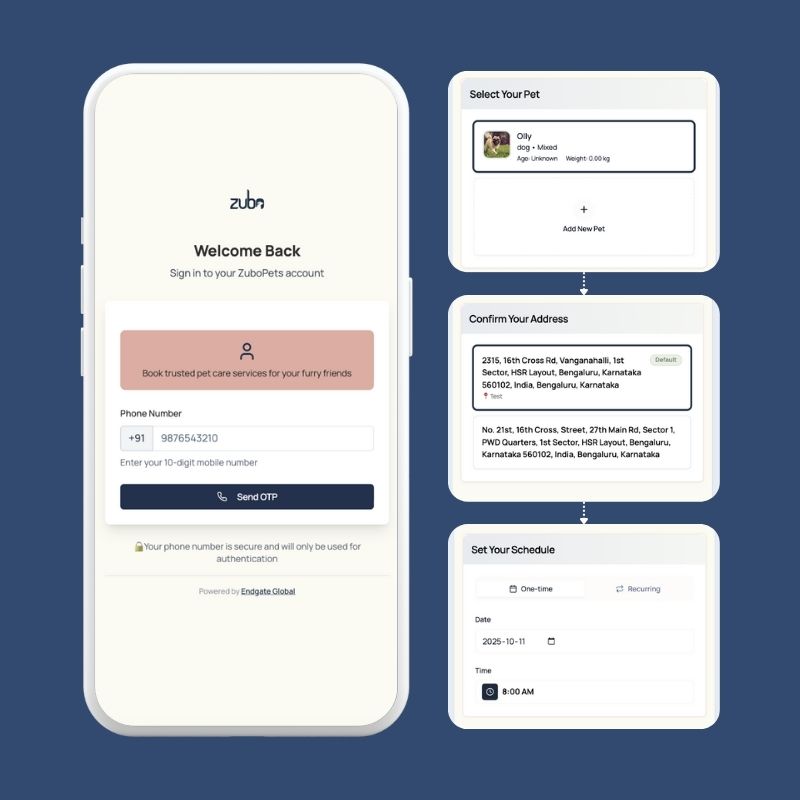 zubo
Welcome Back
Sign in to your ZuboPets account
Book trusted pet care services for your furry friends
Phone Number
+91 9876543210
Enter your 10-digit mobile number
Send OTP
🔒Your phone number is secure and will only be used for
authentication
Powered by Endgate Global
Select Your Pet
Olly
dog • Mixed
Age: Unknown Weight: 0.00 kg
+
Add New Pet
Confirm Your Address
2315, 16th Cross Rd, Vanganahalli, 1st
Sector, HSR Layout, Bengaluru, Karnataka
560102, India, Bengaluru, Karnataka
Default
📍 Test
No. 21st, 16th Cross, Street, 27th Main Rd, Sector 1,
PWD Quarters, 1st Sector, HSR Layout, Bengaluru,
Karnataka 560102, India, Bengaluru, Karnataka
Set Your Schedule
One-time Recurring
Date
2025-10-11
Time
8:00 AM